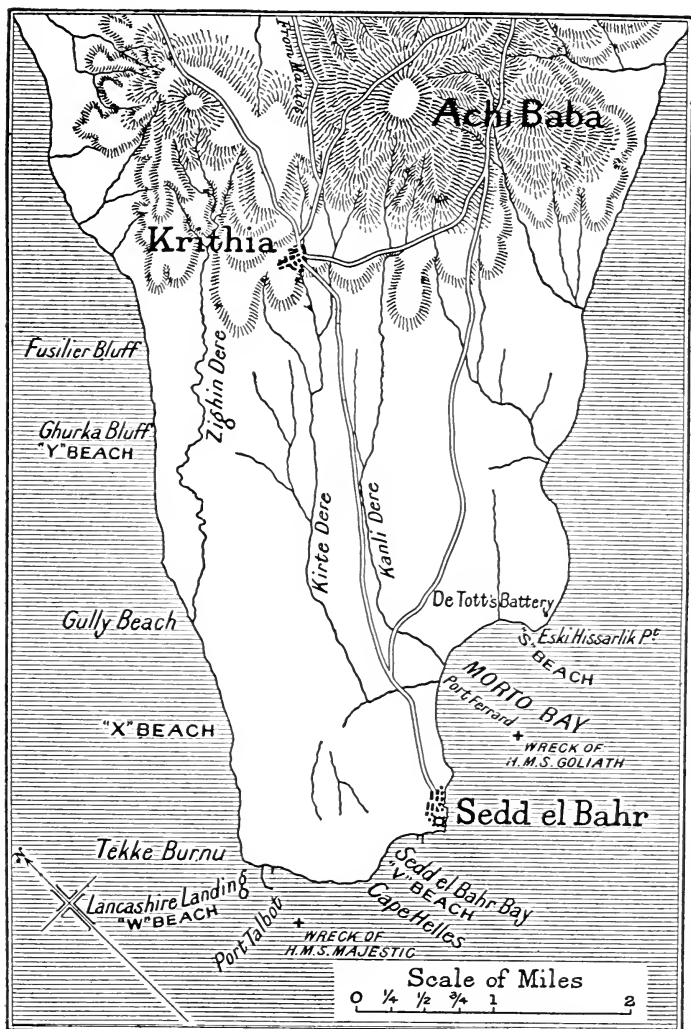 From Maidos
Achi Baba
Krithia
Fusilier Bluff
Zighin Dere
Ghurka Bluff
"Y" BEACH
Kirte Dere
Kanli Dere
De Tott's Battery
Gully Beach
Eski Hissarlik Pt
"S" BEACH
MORTO BAY
Port Ferrard
"X" BEACH
WRECK OF
H.M.S. GOLIATH
Sedd el Bahr
Tekke Burnu
Sedd el Bahr Bay
"V" BEACH
Cape Helles
Lancashire Landing
"W" BEACH
Port Talbot
WRECK OF
H.M.S. MAJESTIC
Scale of Miles
0 ¼ ½ ¾ 1 2